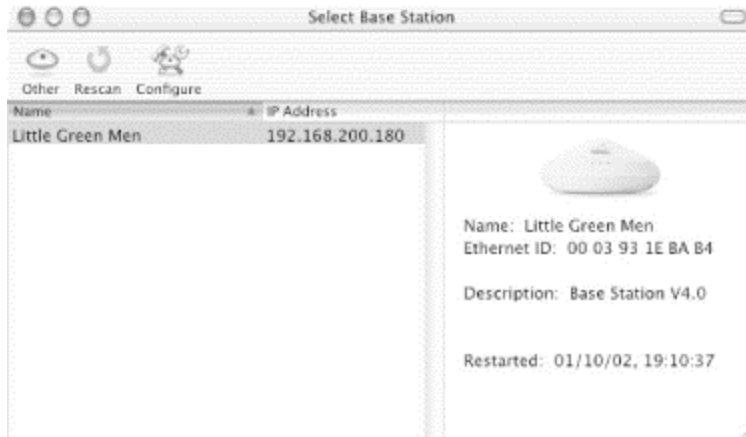 Select Base Station
Other Rescan Configure
Name IP Address
Little Green Men 192.168.200.180
Name: Little Green Men
Ethernet ID: 00 03 93 1E BA B4
Description: Base Station V4.0
Restarted: 01/10/02, 19:10:37